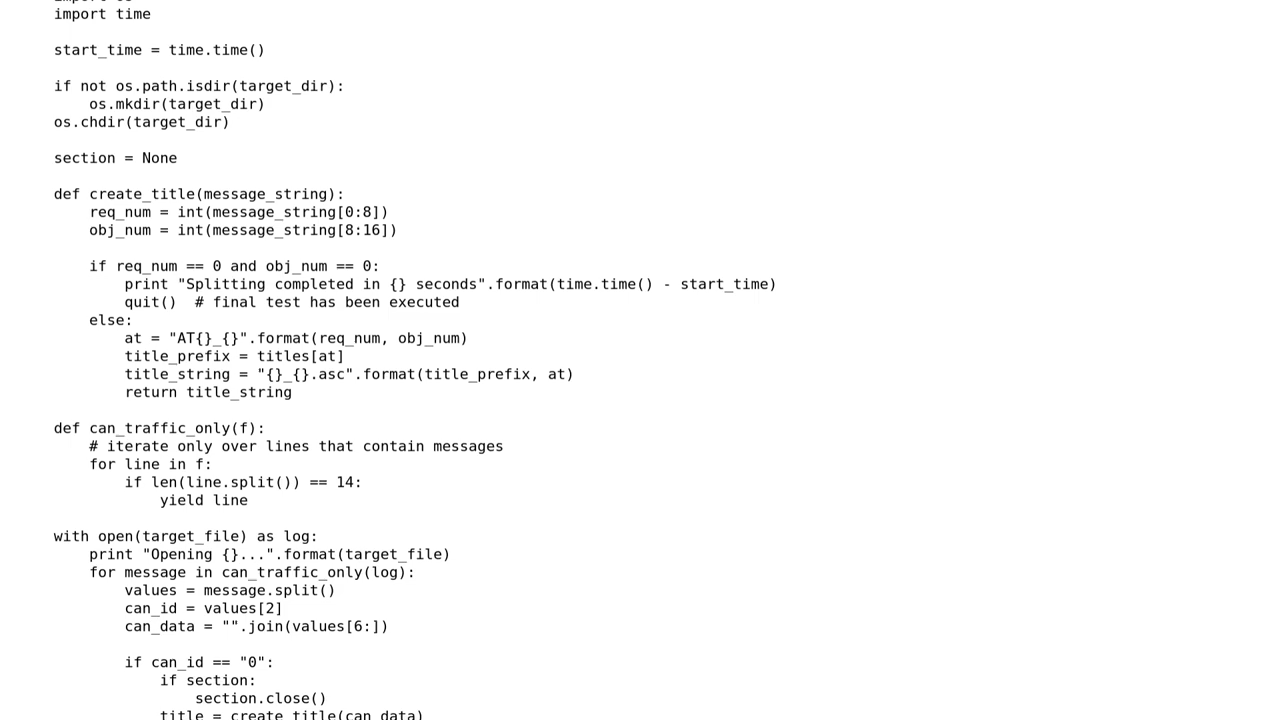 import time
start_time = time.time()
if not os.path.isdir(target_dir):
    os.mkdir(target_dir)
os.chdir(target_dir)
section = None
def create_title(message_string):
    req_num = int(message_string[0:8])
    obj_num = int(message_string[8:16])
    if req_num == 0 and obj_num == 0:
        print "Splitting completed in {} seconds".format(time.time() - start_time)
        quit()  # final test has been executed
    else:
        at = "AT{}_{}".format(req_num, obj_num)
        title_prefix = titles[at]
        title_string = "{}_{}.asc".format(title_prefix, at)
        return title_string
def can_traffic_only(f):
    # iterate only over lines that contain messages
    for line in f:
        if len(line.split()) == 14:
            yield line
with open(target_file) as log:
    print "Opening {}...".format(target_file)
    for message in can_traffic_only(log):
        values = message.split()
        can_id = values[2]
        can_data = "".join(values[6:])
        if can_id == "0":
            if section:
                section.close()
            title = create_title(can_data)